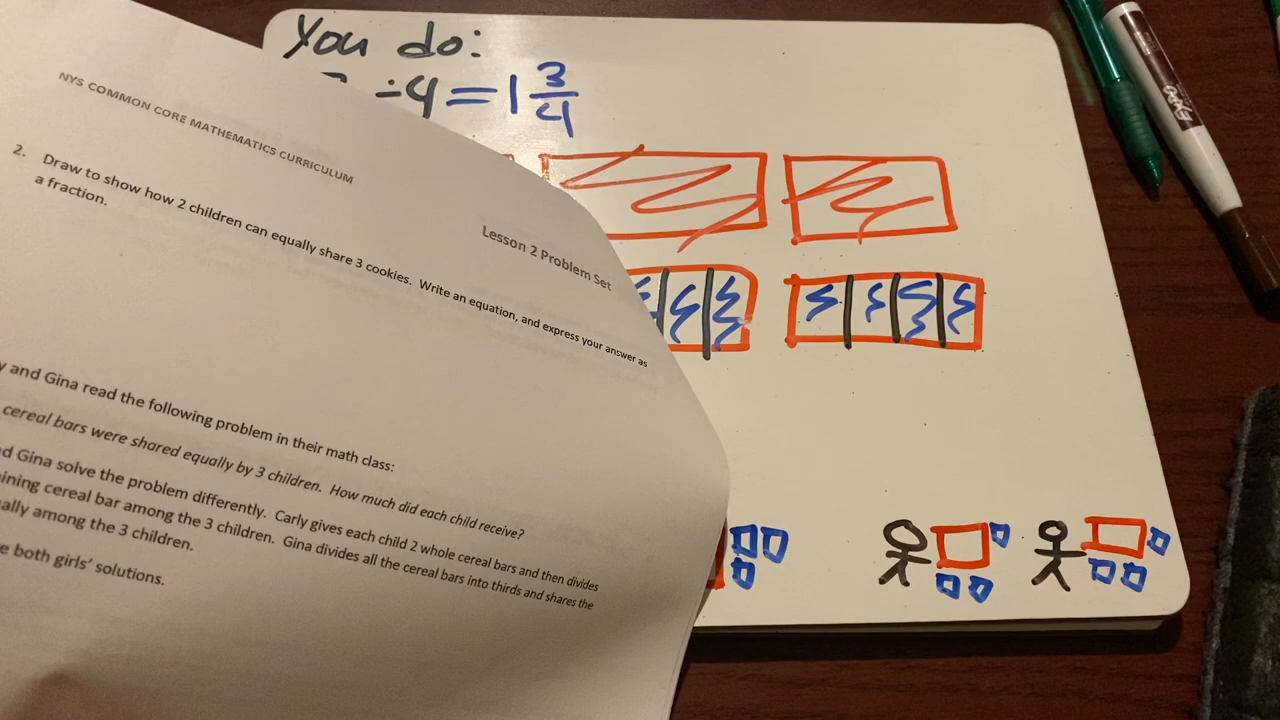 You do:
÷4=1 3/4
NYS COMMON CORE MATHEMATICS CURRICULUM
Lesson 2 Problem Set
2. Draw to show how 2 children can equally share 3 cookies. Write an equation, and express your answer as
a fraction.
and Gina read the following problem in their math class:
cereal bars were shared equally by 3 children. How much did each child receive?
Gina solve the problem differently. Carly gives each child 2 whole cereal bars and then divides
cereal bar among the 3 children. Gina divides all the cereal bars into thirds and shares the
among the 3 children.
both girls' solutions.
EXPO